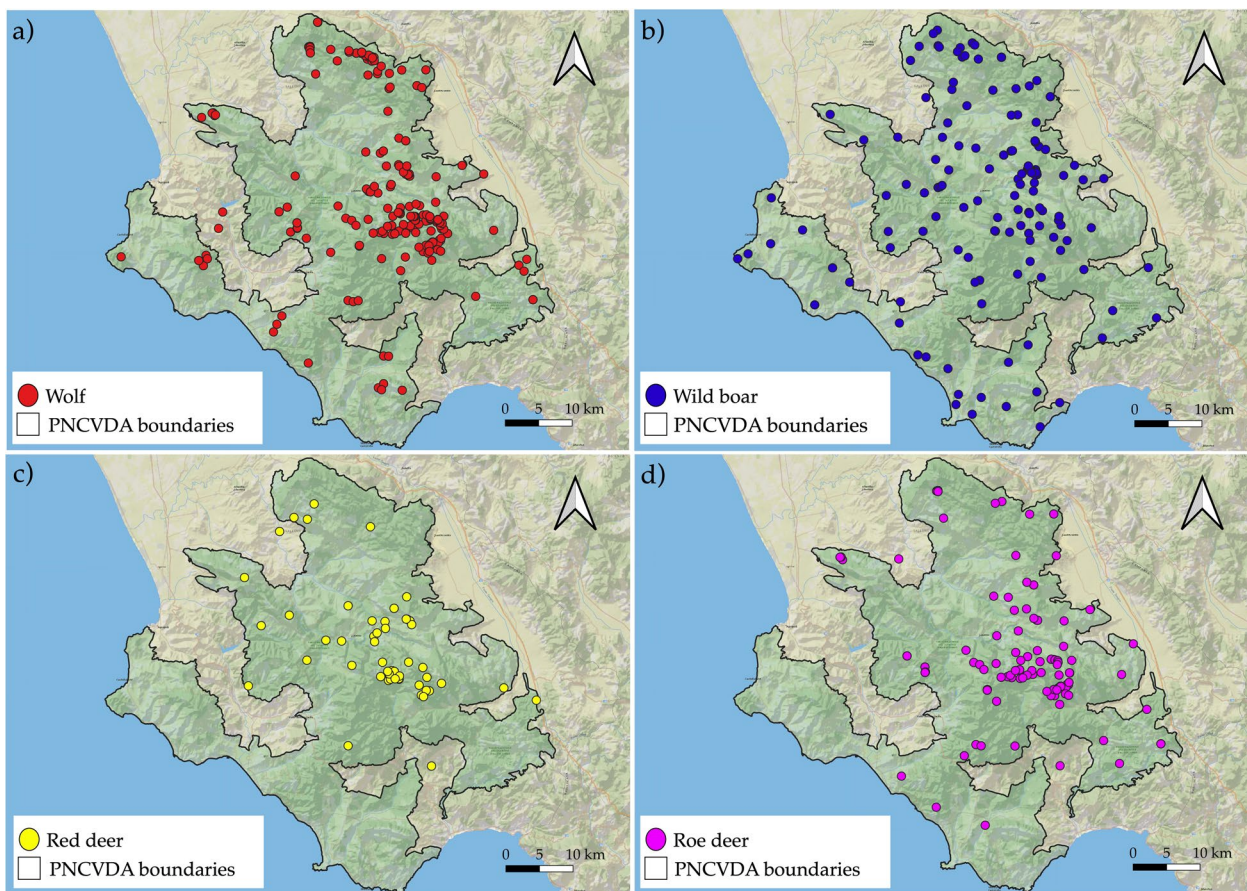 a)
Wolf
PNCVDA boundaries
0 5 10 km
b)
Wild boar
PNCVDA boundaries
0 5 10 km
c)
Red deer
PNCVDA boundaries
0 5 10 km
d)
Roe deer
PNCVDA boundaries
0 5 10 km